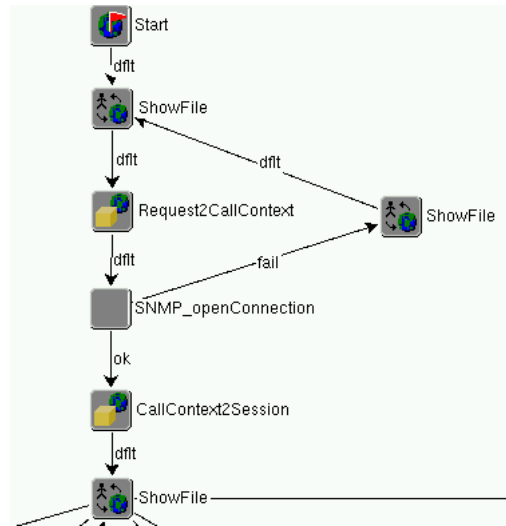 Start
dflt
ShowFile
dflt
dflt
Request2CallContext
ShowFile
dflt
fail
SNMP_openConnection
ok
CallContext2Session
dflt
ShowFile